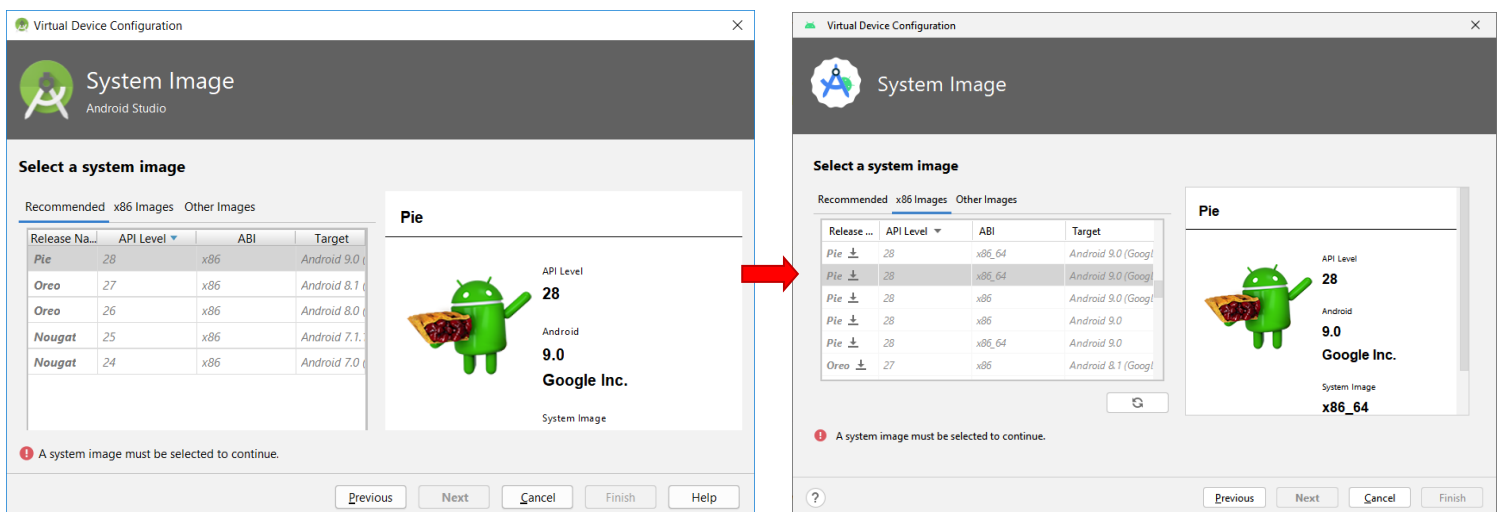 Virtual Device Configuration
System Image
Android Studio
Select a system image
Recommended x86 Images Other Images
Release Na... API Level ABI Target
Pie 28 x86 Android 9.0 (
Oreo 27 x86 Android 8.1 (
Oreo 26 x86 Android 8.0 (
Nougat 25 x86 Android 7.1.
Nougat 24 x86 Android 7.0 (
Pie
API Level
28
Android
9.0
Google Inc.
System Image
A system image must be selected to continue.
Previous Next Cancel Finish Help
Virtual Device Configuration
System Image
Select a system image
Recommended x86 Images Other Images
Release ... API Level ABI Target
Pie 28 x86_64 Android 9.0 (Googl
Pie 28 x86_64 Android 9.0 (Googl
Pie 28 x86 Android 9.0 (Googl
Pie 28 x86 Android 9.0
Pie 28 x86_64 Android 9.0
Oreo 27 x86 Android 8.1 (Googl
Pie
API Level
28
Android
9.0
Google Inc.
System Image
x86_64
A system image must be selected to continue.
? Previous Next Cancel Finish